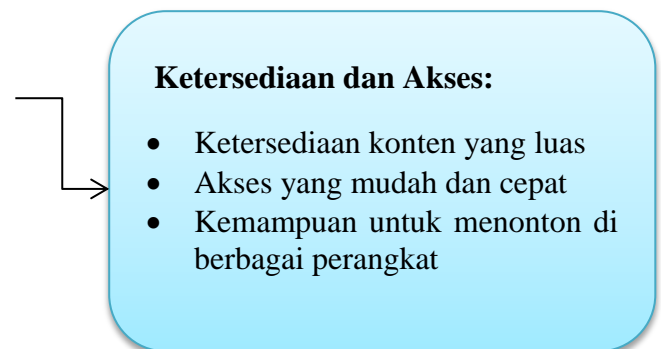 Ketersediaan dan Akses:
• Ketersediaan konten yang luas
• Akses yang mudah dan cepat
• Kemampuan untuk menonton di
berbagai perangkat